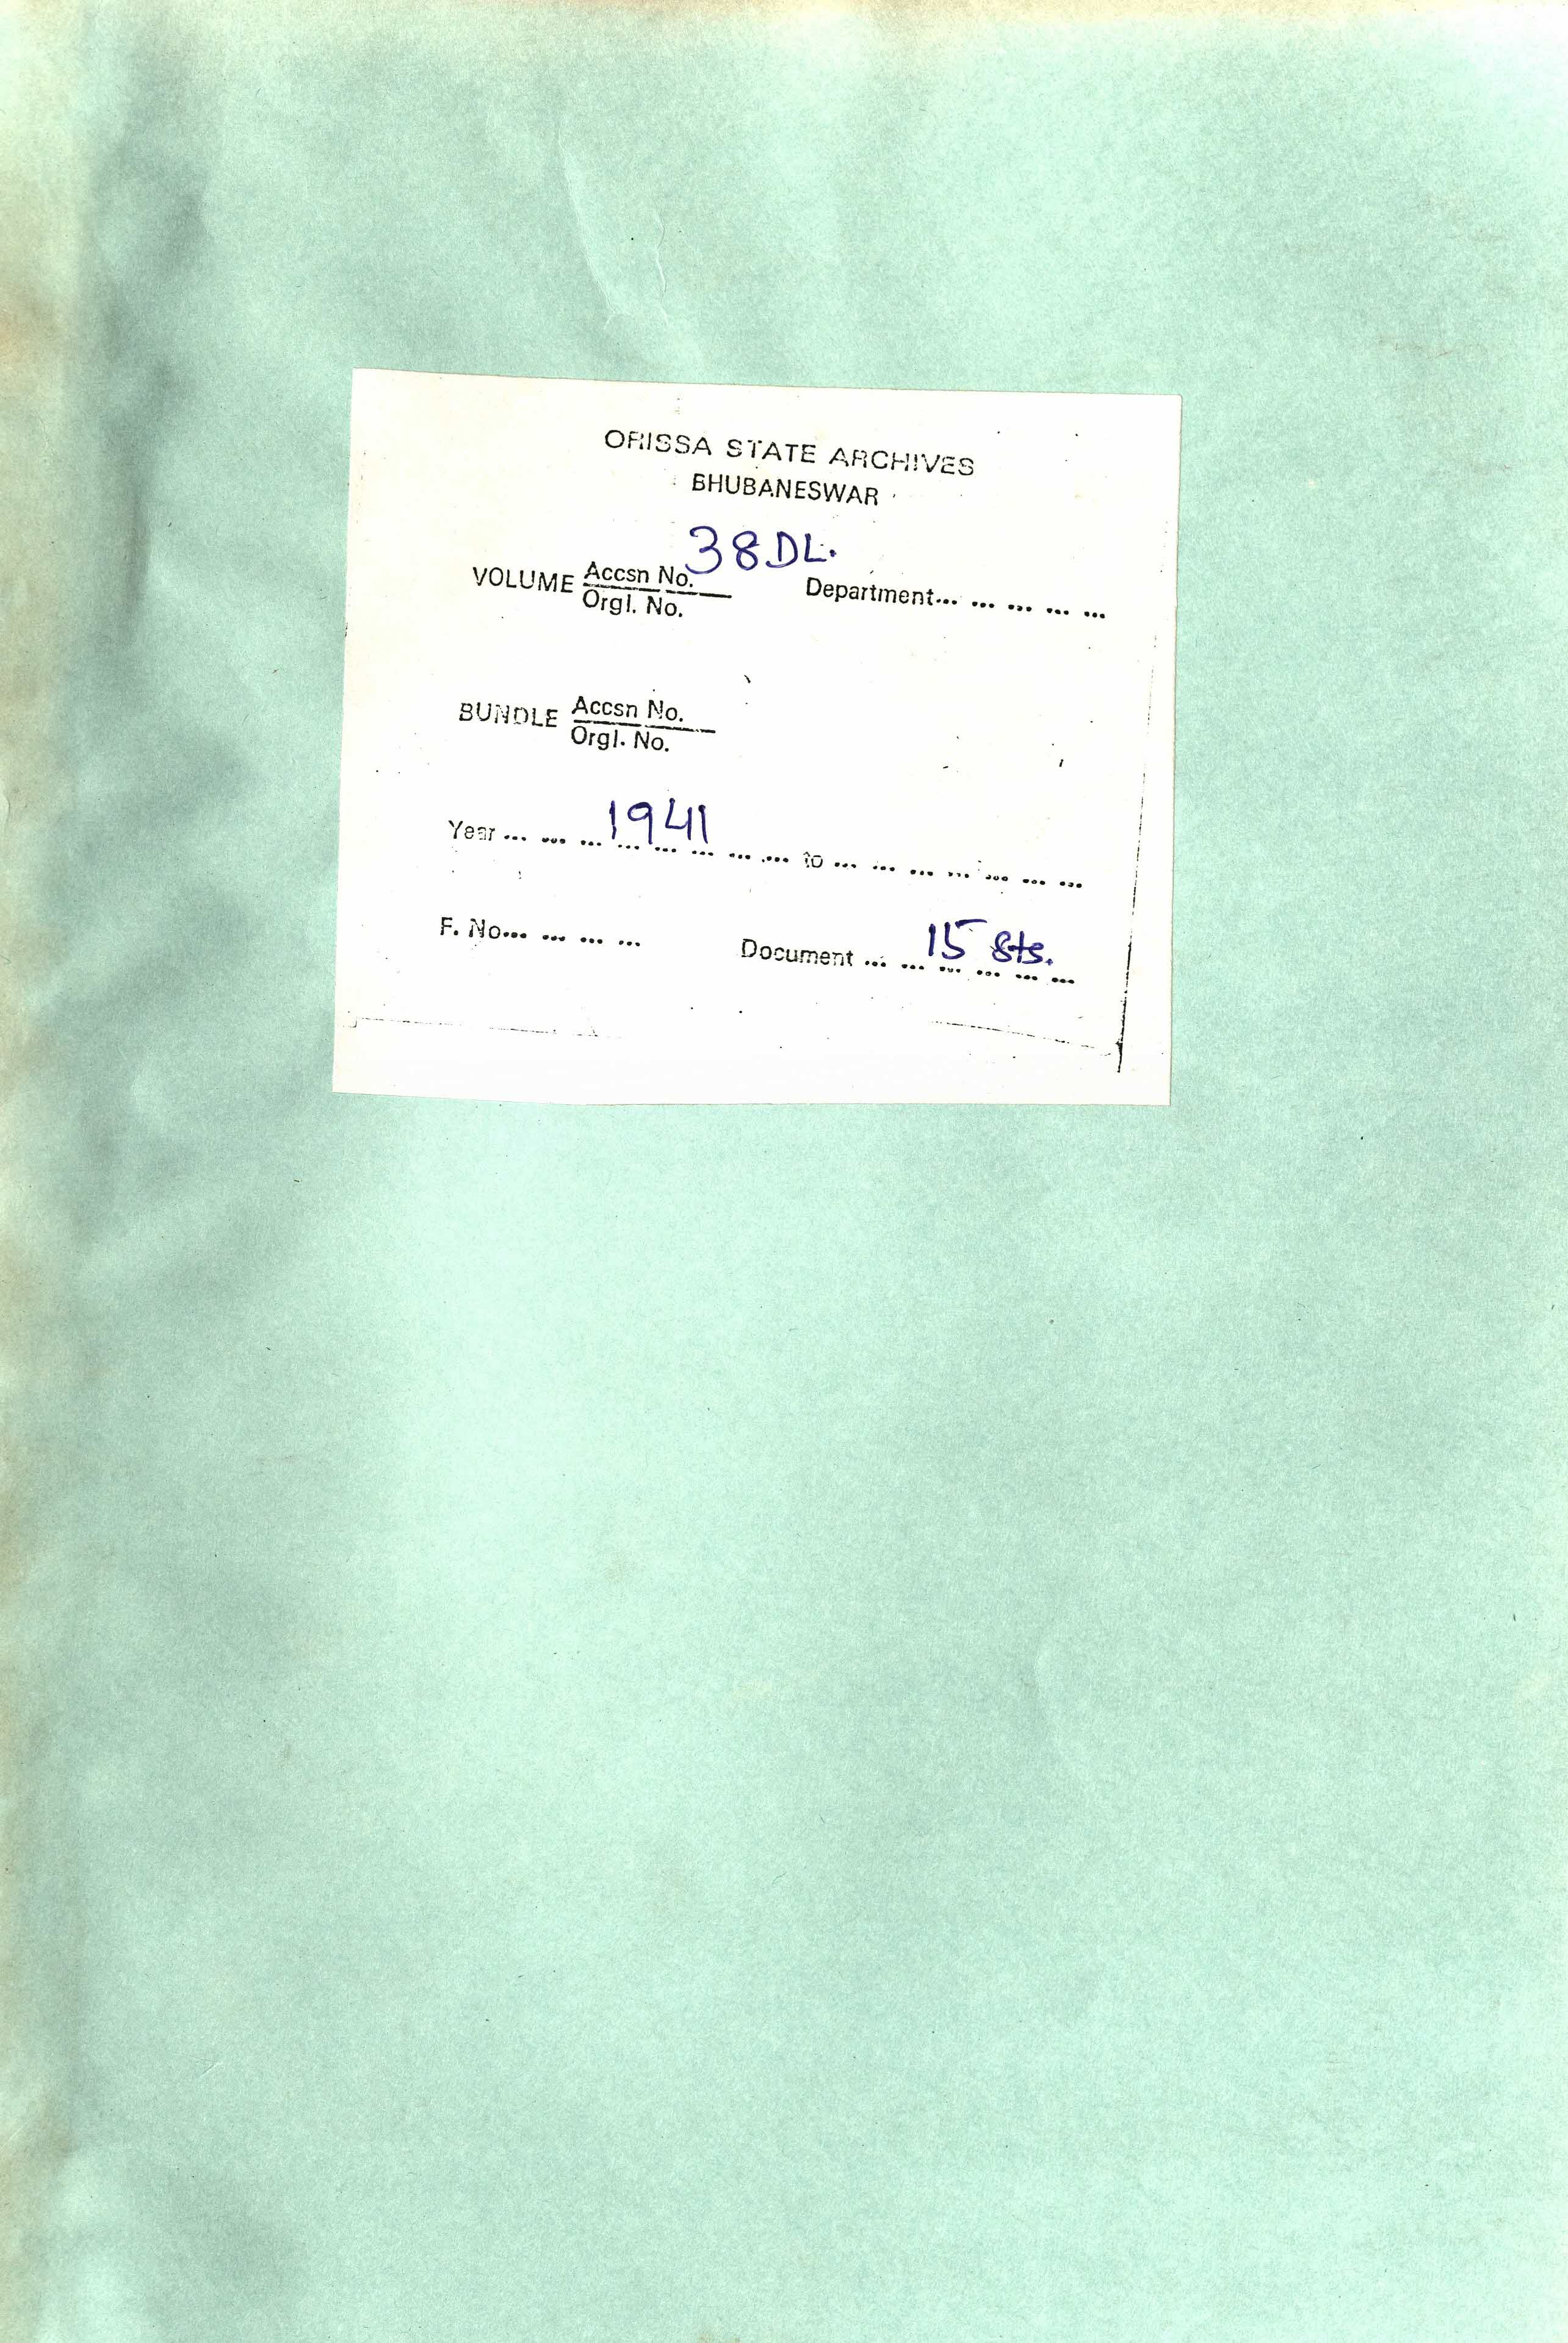 ORISSA STATE ARCHIVES
BHUBANESWAR
38DL.
VOLUME Accsn No. Department... ... ... ... ...
Orgl. No.
BUNDLE Accsn No.
Orgl. No.
Year ... ... ... 1941 ... ... ... ... ... to ... ... ... ... ... ... ...
F. No... ... ... ... Document ... ... 15 Sts. ... ... ... ...